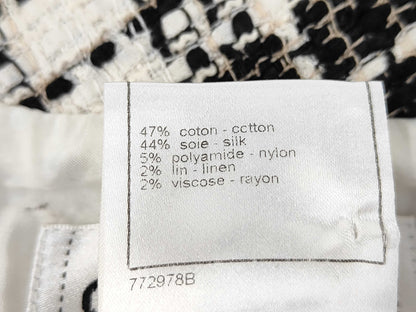 47% coton - cctton
44% soie - silk
5% polyamide - nylon
2% lin - linen
2% viscose - rayon
772978B